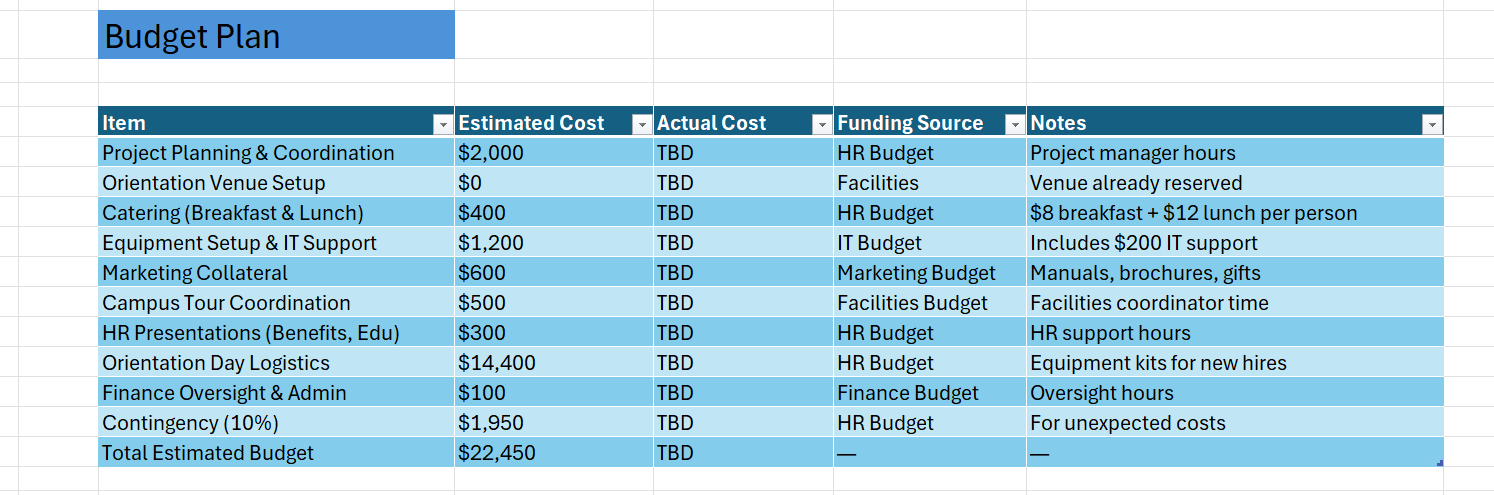 Budget Plan
Item Estimated Cost Actual Cost Funding Source Notes
Project Planning & Coordination $2,000 TBD HR Budget Project manager hours
Orientation Venue Setup $0 TBD Facilities Venue already reserved
Catering (Breakfast & Lunch) $400 TBD HR Budget $8 breakfast + $12 lunch per person
Equipment Setup & IT Support $1,200 TBD IT Budget Includes $200 IT support
Marketing Collateral $600 TBD Marketing Budget Manuals, brochures, gifts
Campus Tour Coordination $500 TBD Facilities Budget Facilities coordinator time
HR Presentations (Benefits, Edu) $300 TBD HR Budget HR support hours
Orientation Day Logistics $14,400 TBD HR Budget Equipment kits for new hires
Finance Oversight & Admin $100 TBD Finance Budget Oversight hours
Contingency (10%) $1,950 TBD HR Budget For unexpected costs
Total Estimated Budget $22,450 TBD — —